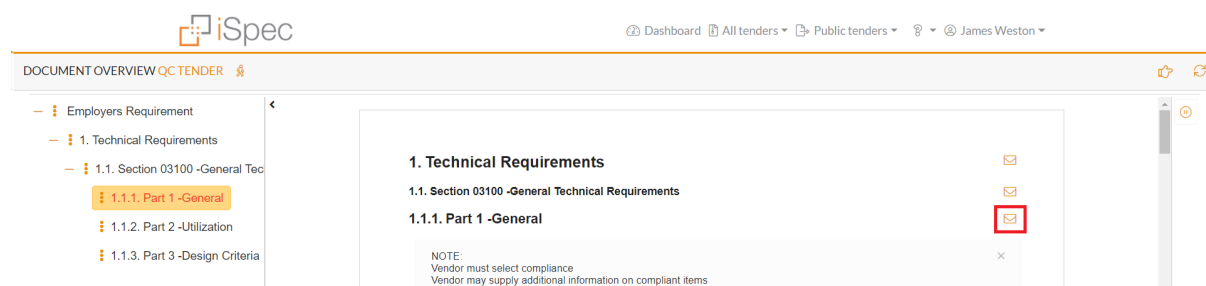 iSpec
Dashboard All tenders Public tenders James Weston
DOCUMENT OVERVIEW QC TENDER
Employers Requirement
1. Technical Requirements
1.1. Section 03100 -General Tec
1.1.1. Part 1 -General
1.1.2. Part 2 -Utilization
1.1.3. Part 3 -Design Criteria
1. Technical Requirements
1.1. Section 03100 -General Technical Requirements
1.1.1. Part 1 -General
NOTE:
Vendor must select compliance
Vendor may supply additional information on compliant items